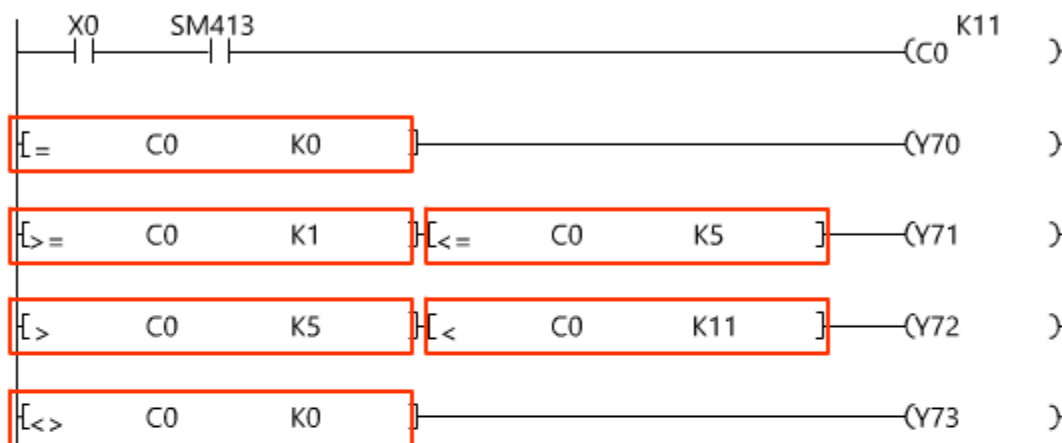 X0 SM413 K11
(C0 )
[= C0 K0 ] (Y70 )
[>= C0 K1 ] [<= C0 K5 ] (Y71 )
[> C0 K5 ] [< C0 K11 ] (Y72 )
[<> C0 K0 ] (Y73 )